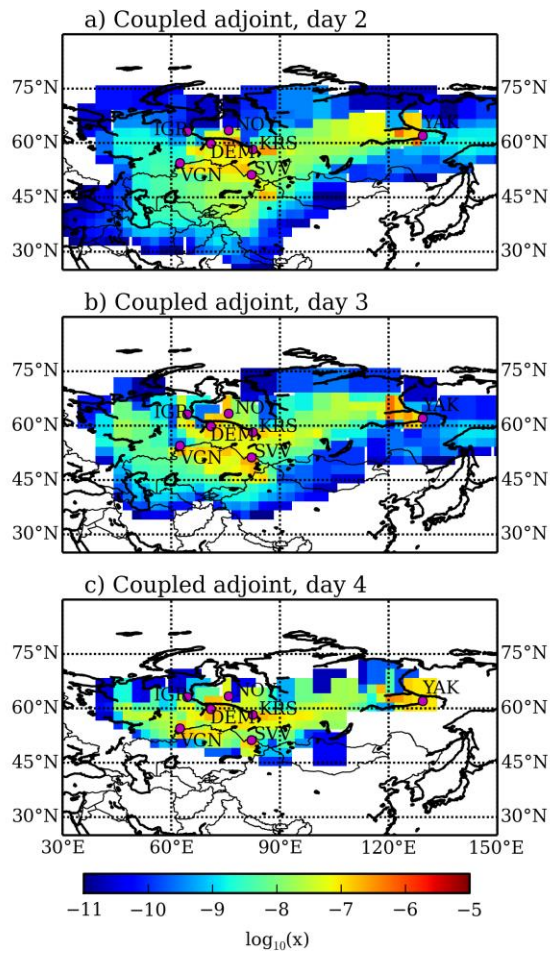 a) Coupled adjoint, day 2
75°N 75°N
IGR NOY YAK
60°N 60°N
DEM KRS
VGN SVV
45°N 45°N
30°N 30°N
b) Coupled adjoint, day 3
75°N 75°N
IGR NOY YAK
60°N 60°N
DEM KRS
VGN SVV
45°N 45°N
30°N 30°N
c) Coupled adjoint, day 4
75°N 75°N
IGR NOY YAK
60°N 60°N
DEM KRS
VGN SVV
45°N 45°N
30°N 30°N
30°E 60°E 90°E 120°E 150°E
−11 −10 −9 −8 −7 −6 −5
log₁₀(x)